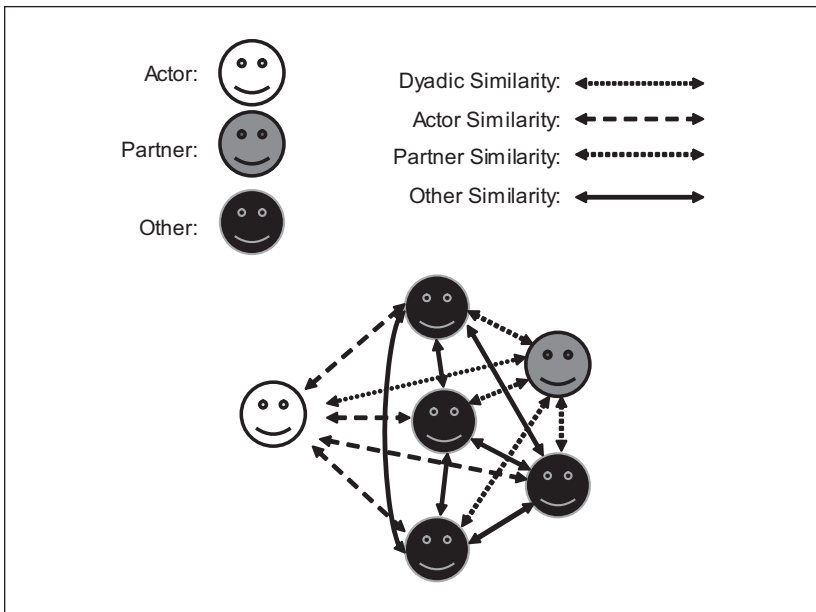 Actor:
Partner:
Other:
Dyadic Similarity:
Actor Similarity:
Partner Similarity:
Other Similarity: